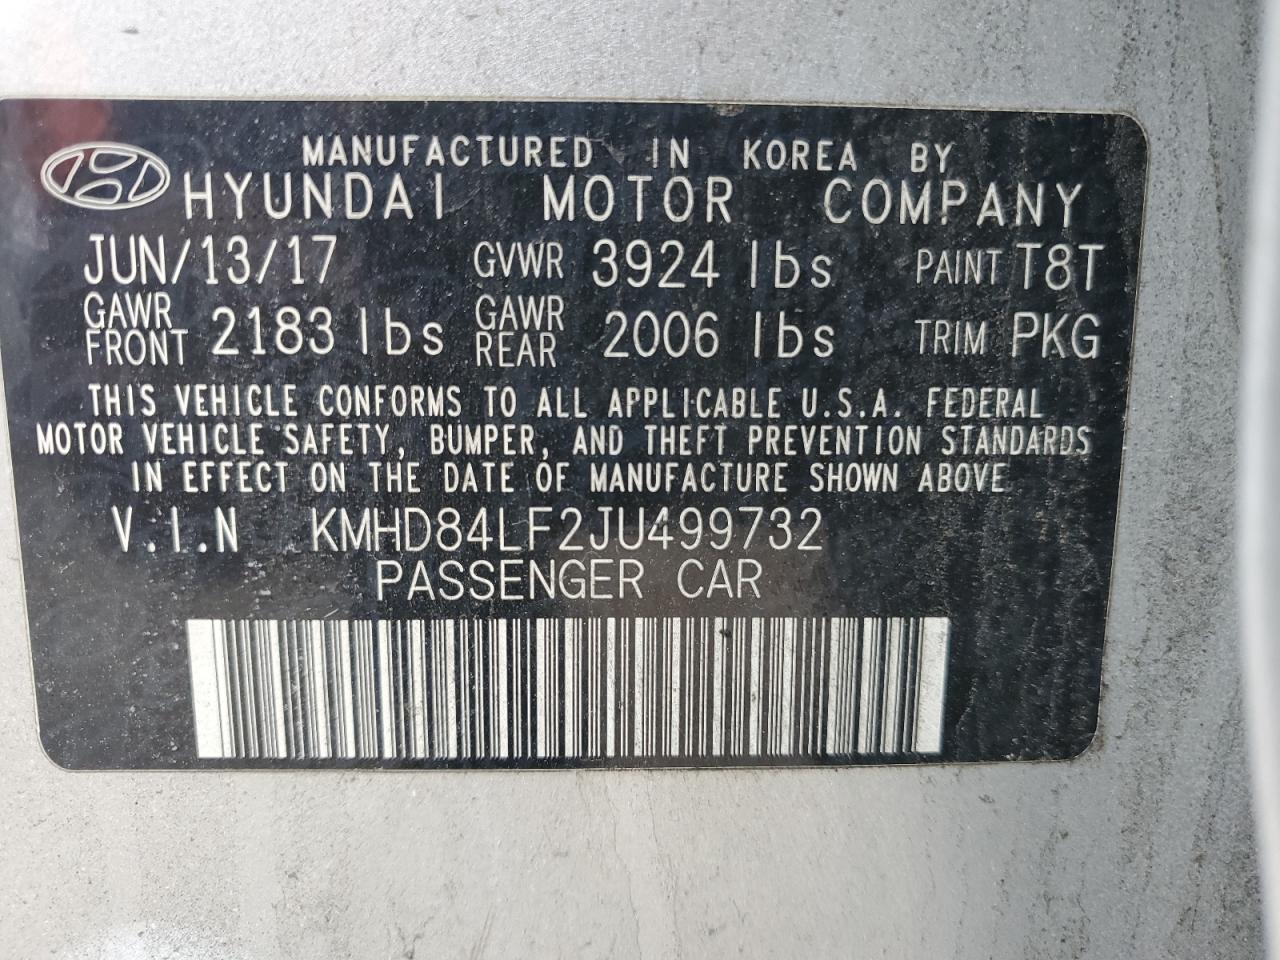 MANUFACTURED IN KOREA BY
HYUNDAI MOTOR COMPANY
JUN/13/17 GVWR 3924 lbs PAINT T8T
GAWR FRONT 2183 lbs GAWR REAR 2006 lbs TRIM PKG
THIS VEHICLE CONFORMS TO ALL APPLICABLE U.S.A. FEDERAL
MOTOR VEHICLE SAFETY, BUMPER, AND THEFT PREVENTION STANDARDS
IN EFFECT ON THE DATE OF MANUFACTURE SHOWN ABOVE
V.I.N KMHD84LF2JU499732
PASSENGER CAR